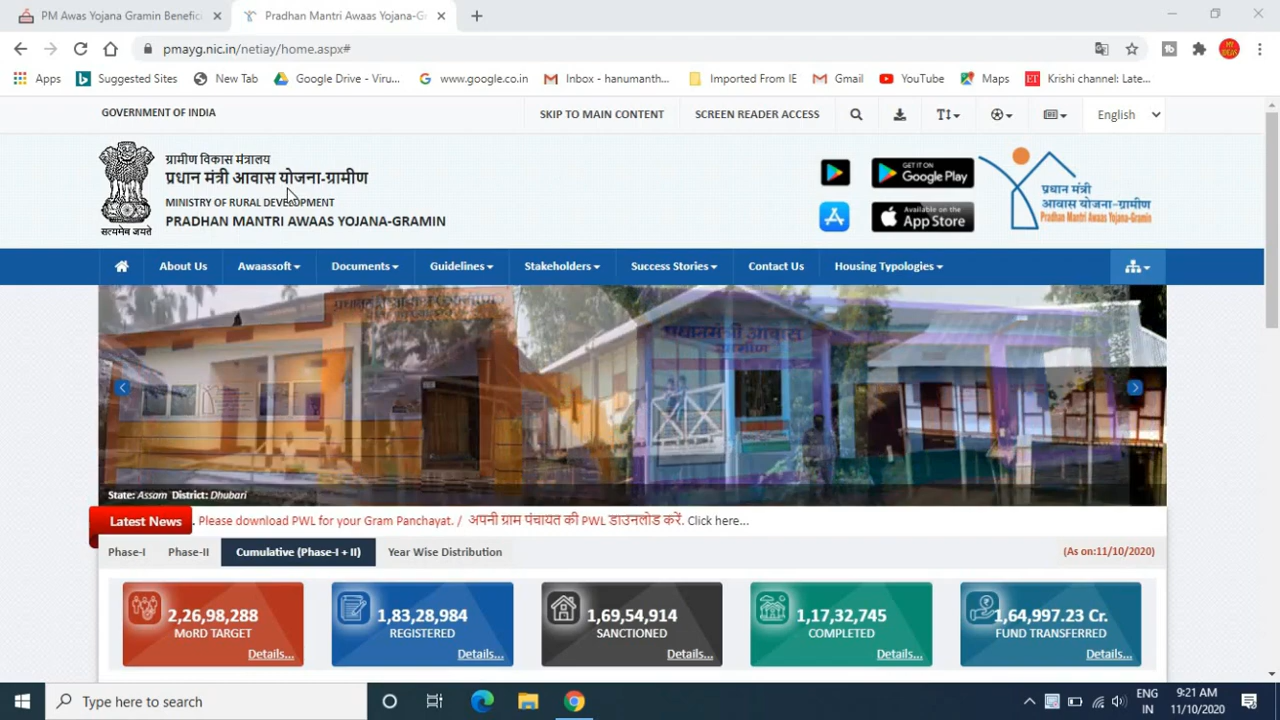 PM Awas Yojana Gramin Benefic
Pradhan Mantri Awaas Yojana-Gr
pmayg.nic.in/netiay/home.aspx#
Apps Suggested Sites New Tab Google Drive - Viru... www.google.co.in Inbox - hanumanth... Imported From IE Gmail YouTube Maps Krishi channel: Late...
GOVERNMENT OF INDIA SKIP TO MAIN CONTENT SCREEN READER ACCESS English
ग्रामीण विकास मंत्रालय
प्रधान मंत्री आवास योजना-ग्रामीण
MINISTRY OF RURAL DEVELOPMENT
PRADHAN MANTRI AWAAS YOJANA-GRAMIN
सत्यमेव जयते
GET IT ON
Google Play
Available on the
App Store
प्रधान मंत्री
आवास योजना-ग्रामीण
Pradhan Mantri Awaas Yojana-Gramin
About Us Awaassoft Documents Guidelines Stakeholders Success Stories Contact Us Housing Typologies
State: Assam District: Dhubari
Latest News . Please download PWL for your Gram Panchayat. / अपनी ग्राम पंचायत की PWL डाउनलोड करें. Click here...
Phase-I Phase-II Cumulative (Phase-I + II) Year Wise Distribution (As on:11/10/2020)
2,26,98,288
MoRD TARGET
Details...
1,83,28,984
REGISTERED
Details...
1,69,54,914
SANCTIONED
Details...
1,17,32,745
COMPLETED
Details...
1,64,997.23 Cr.
FUND TRANSFERRED
Details...
Type here to search
ENG
IN
9:21 AM
11/10/2020